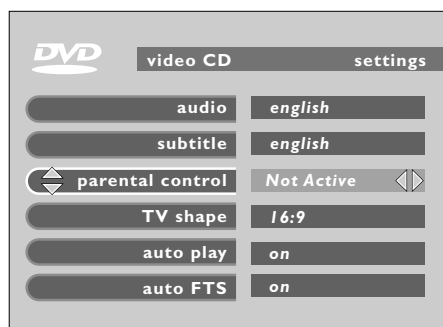 DVD video CD settings
audio english
subtitle english
parental control Not Active
TV shape 16:9
auto play on
auto FTS on